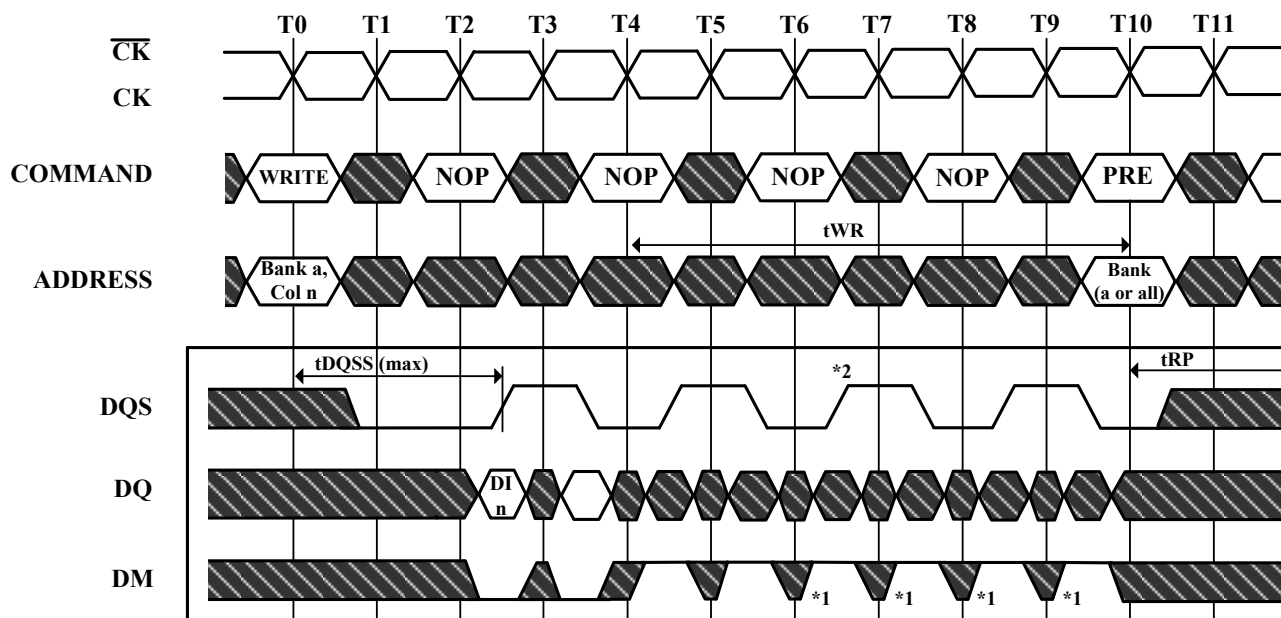 T0 T1 T2 T3 T4 T5 T6 T7 T8 T9 T10 T11
CK
CK
COMMAND WRITE NOP NOP NOP NOP PRE
tWR
ADDRESS Bank a, Bank
Col n (a or all)
tDQSS (max) *2 tRP
DQS
DQ DI
n
DM
*1 *1 *1 *1